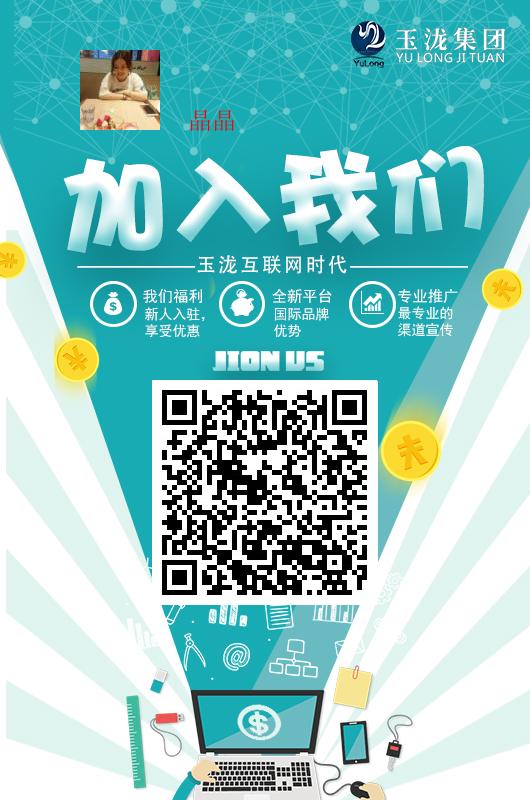 玉泷集团
YuLong
YU LONG JI TUAN
晶晶
加入我们
玉泷互联网时代
我们福利
新人入驻，
享受优惠
全新平台
国际品牌
优势
专业推广
最专业的
渠道宣传
JION US